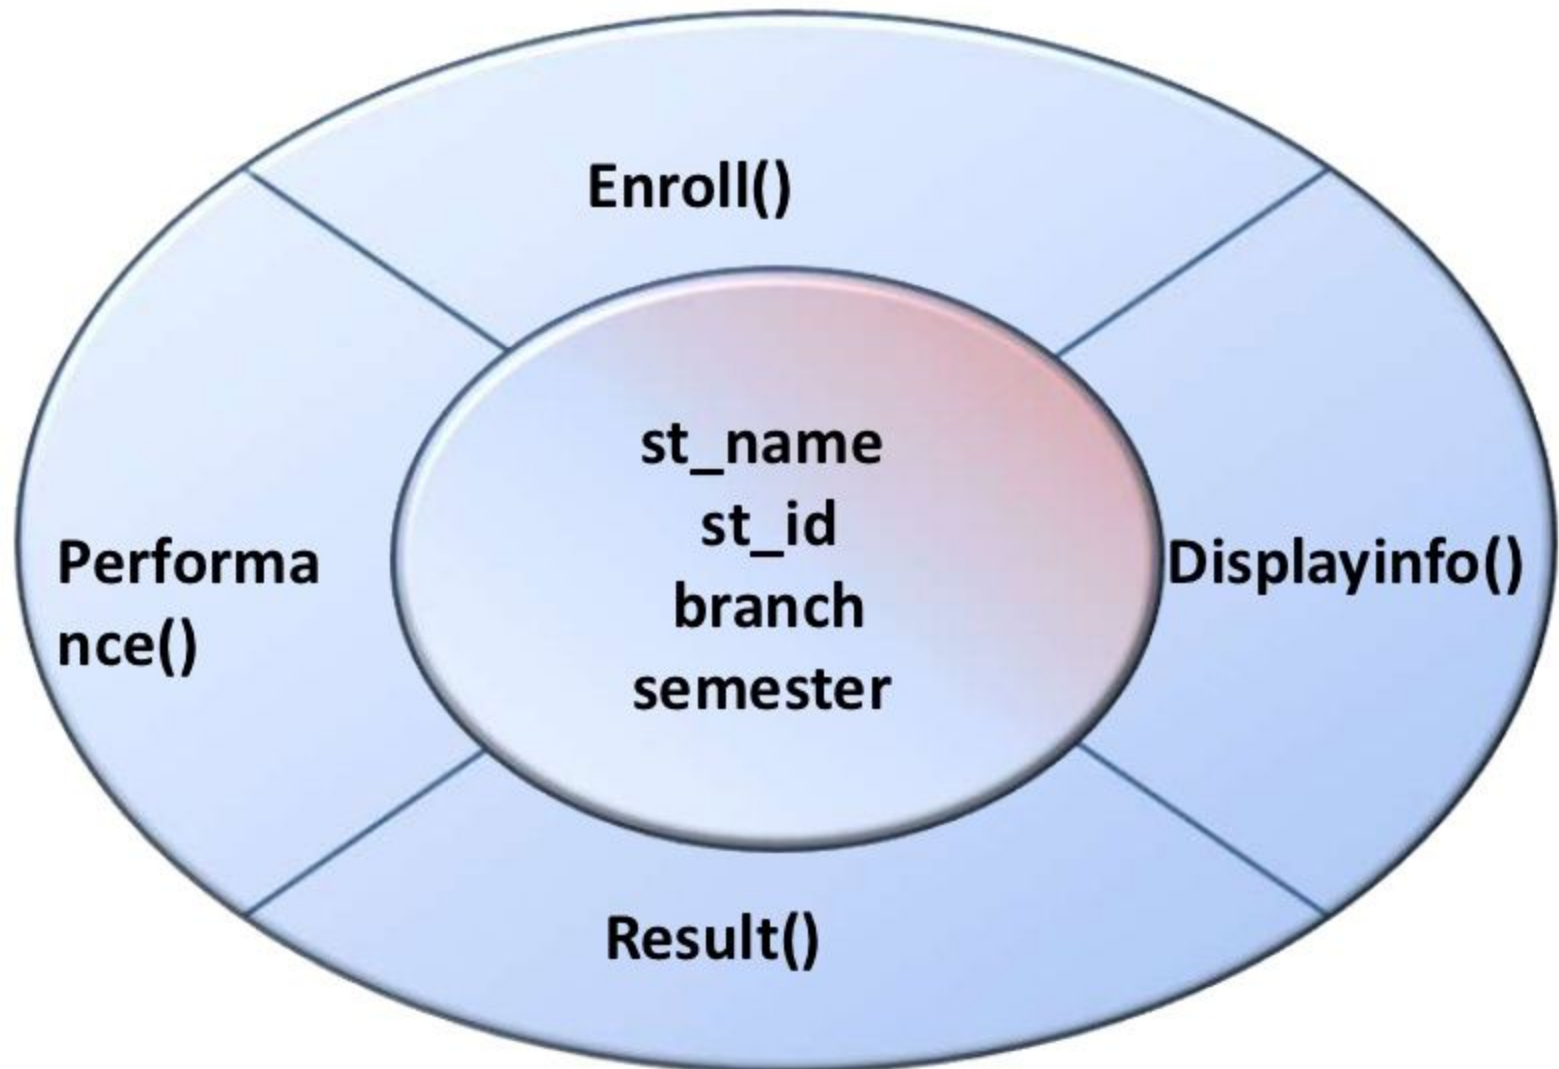 Enroll()
st_name
st_id
branch
semester
Performa
nce()
Displayinfo()
Result()